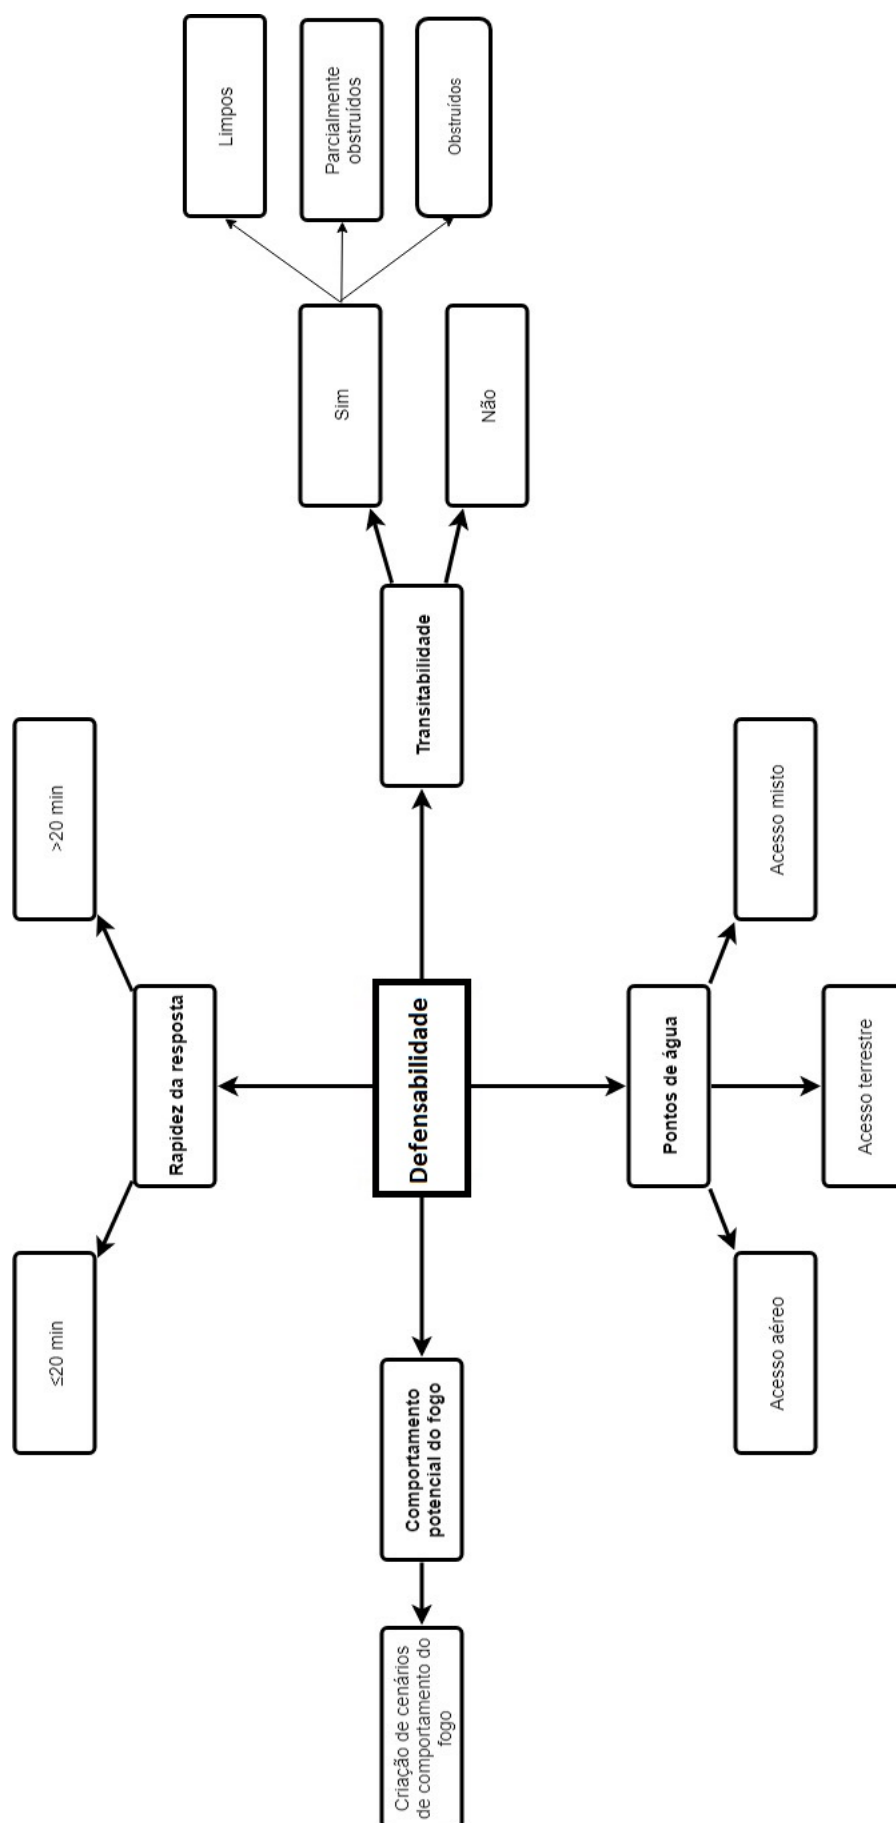 ≤20 min
>20 min
Rapidez da resposta
Limpos
Sim
Parcialmente
obstruídos
Criação de cenários
de comportamento do
fogo
Comportamento
potencial do fogo
Defensabilidade
Transitabilidade
Obstruídos
Não
Pontos de água
Acesso aéreo
Acesso misto
Acesso terrestre